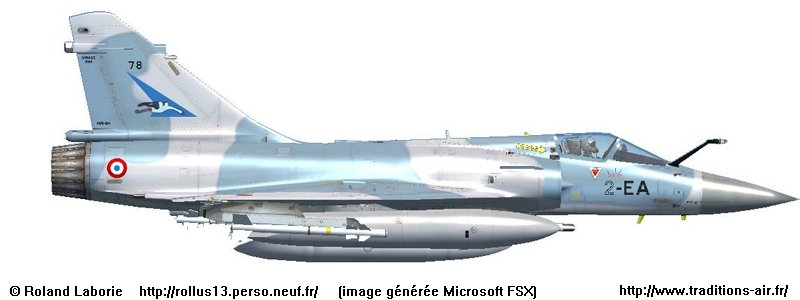 78
2-EA
© Roland Laborie http://rollus13.perso.neuf.fr/ (image générée Microsoft FSX) http://www.traditions-air.fr/